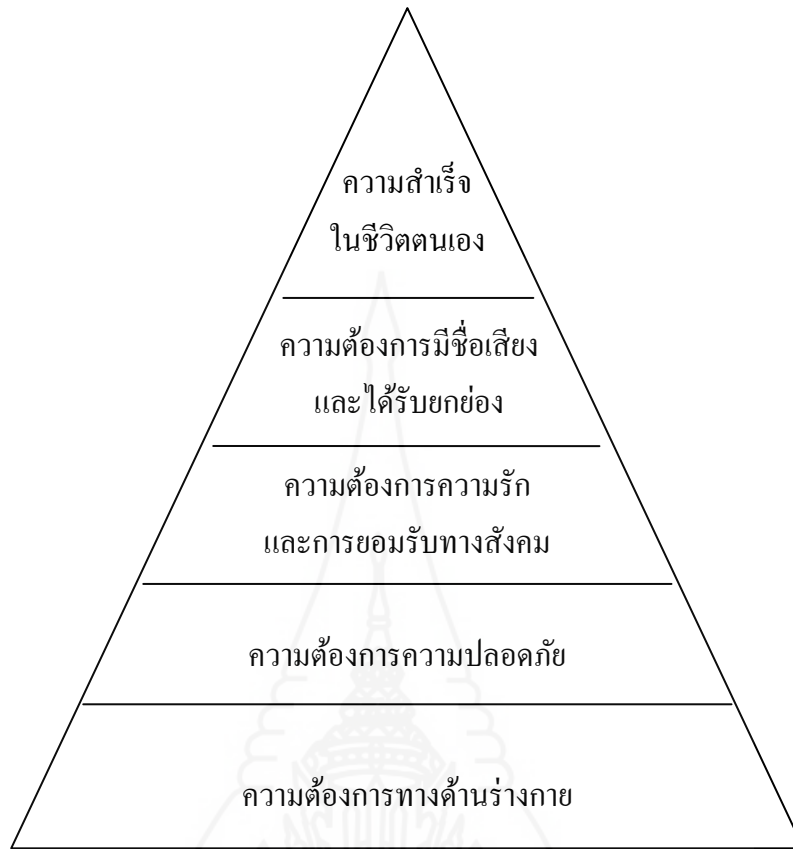 ความสำเร็จ
ในชีวิตตนเอง
ความต้องการมีชื่อเสียง
และได้รับยกย่อง
ความต้องการความรัก
และการยอมรับทางสังคม
ความต้องการความปลอดภัย
ความต้องการทางด้านร่างกาย